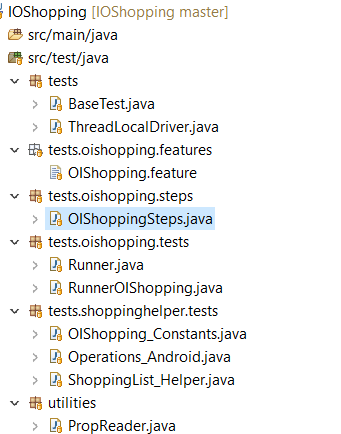 IOShopping [IOShopping master]
src/main/java
src/test/java
tests
BaseTest.java
ThreadLocalDriver.java
tests.oishopping.features
OIShopping.feature
tests.oishopping.steps
OIShoppingSteps.java
tests.oishopping.tests
Runner.java
RunnerOIShopping.java
tests.shoppinghelper.tests
OIShopping_Constants.java
Operations_Android.java
ShoppingList_Helper.java
utilities
PropReader.java